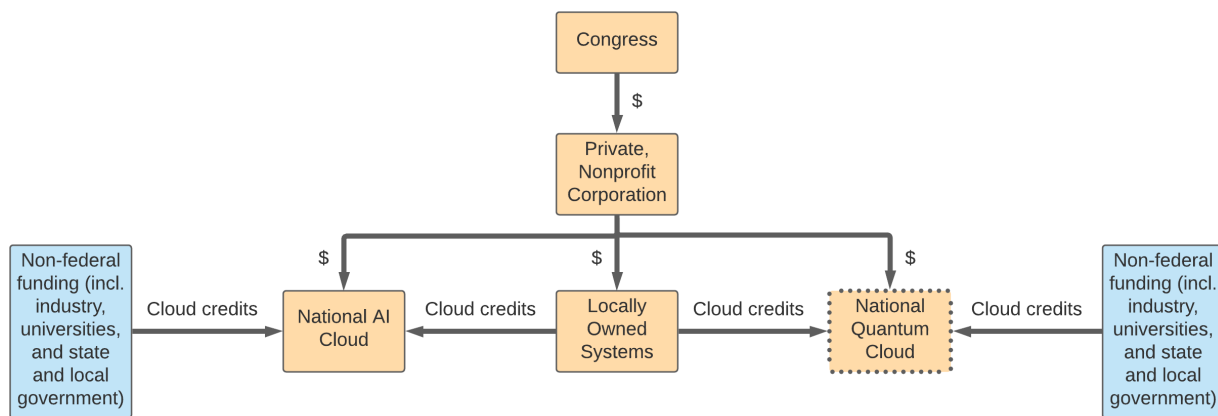 Congress
$
Private,
Nonprofit
Corporation
$
$
$
Non-federal
funding (incl.
industry,
universities,
and state
and local
government)
Cloud credits
National AI
Cloud
Cloud credits
Locally
Owned
Systems
Cloud credits
National
Quantum
Cloud
Cloud credits
Non-federal
funding (incl.
industry,
universities,
and state
and local
government)